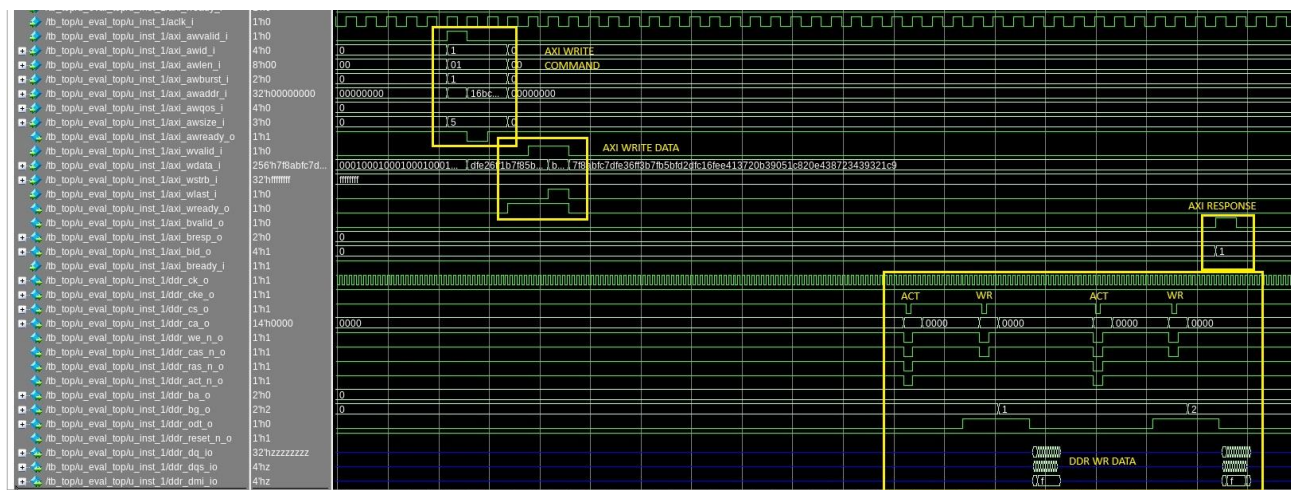 /tb_top/u_eval_top/u_inst_1/aclk_i 1'h0
/tb_top/u_eval_top/u_inst_1/axi_awvalid_i 1'h0
/tb_top/u_eval_top/u_inst_1/axi_awid_i 4'h0 0 1 0 AXI WRITE
/tb_top/u_eval_top/u_inst_1/axi_awlen_i 8'h00 00 01 00 COMMAND
/tb_top/u_eval_top/u_inst_1/axi_awburst_i 2'h0 0 1 0
/tb_top/u_eval_top/u_inst_1/axi_awaddr_i 32'h00000000 00000000 16bc... 00000000
/tb_top/u_eval_top/u_inst_1/axi_awqos_i 4'h0 0
/tb_top/u_eval_top/u_inst_1/axi_awsize_i 3'h0 0 5 0
/tb_top/u_eval_top/u_inst_1/axi_awready_o 1'h1
/tb_top/u_eval_top/u_inst_1/axi_wvalid_i 1'h0 AXI WRITE DATA
/tb_top/u_eval_top/u_inst_1/axi_wdata_i 256'h7f8abfc7d... b...
/tb_top/u_eval_top/u_inst_1/axi_wstrb_i 32'hffffffff ffffffff
/tb_top/u_eval_top/u_inst_1/axi_wlast_i 1'h0
/tb_top/u_eval_top/u_inst_1/axi_wready_o 1'h0 AXI RESPONSE
/tb_top/u_eval_top/u_inst_1/axi_bvalid_o 1'h0
/tb_top/u_eval_top/u_inst_1/axi_bresp_o 2'h0 0
/tb_top/u_eval_top/u_inst_1/axi_bid_o 4'h1 0 1
/tb_top/u_eval_top/u_inst_1/axi_bready_i 1'h1
/tb_top/u_eval_top/u_inst_1/ddr_ck_o 1'h1
/tb_top/u_eval_top/u_inst_1/ddr_cke_o 1'h1 ACT WR ACT WR
/tb_top/u_eval_top/u_inst_1/ddr_cs_o 1'h1
/tb_top/u_eval_top/u_inst_1/ddr_ca_o 14'h0000 0000 0000 0000 0000 0000
/tb_top/u_eval_top/u_inst_1/ddr_we_n_o 1'h1
/tb_top/u_eval_top/u_inst_1/ddr_cas_n_o 1'h1
/tb_top/u_eval_top/u_inst_1/ddr_ras_n_o 1'h1
/tb_top/u_eval_top/u_inst_1/ddr_act_n_o 1'h1
/tb_top/u_eval_top/u_inst_1/ddr_ba_o 2'h0 0
/tb_top/u_eval_top/u_inst_1/ddr_bg_o 2'h2 0 1 2
/tb_top/u_eval_top/u_inst_1/ddr_odt_o 1'h0
/tb_top/u_eval_top/u_inst_1/ddr_reset_n_o 1'h1
/tb_top/u_eval_top/u_inst_1/ddr_dq_io 32'hzzzzzzzz
/tb_top/u_eval_top/u_inst_1/ddr_dqs_io 4'hz DDR WR DATA
/tb_top/u_eval_top/u_inst_1/ddr_dmi_io 4'hz f f